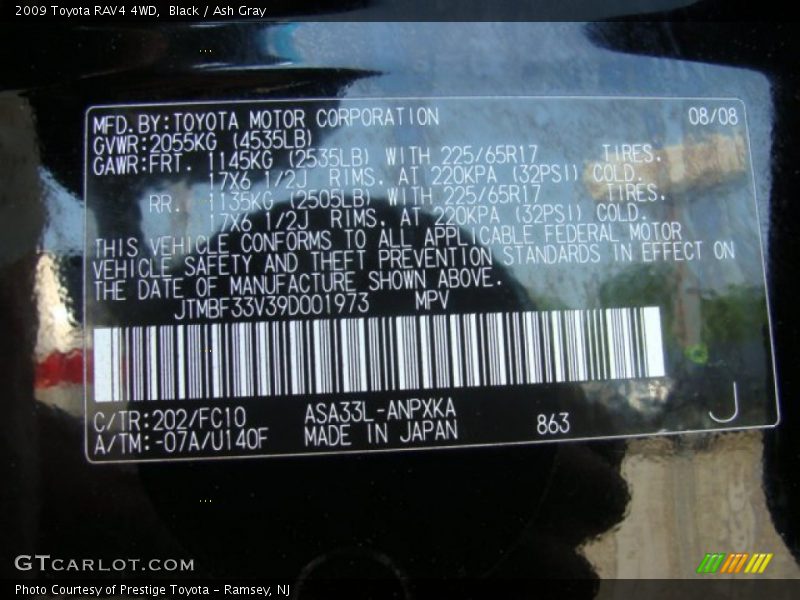 2009 Toyota RAV4 4WD, Black / Ash Gray
MFD.BY:TOYOTA MOTOR CORPORATION 08/08
GVWR:2055KG (4535LB)
GAWR:FRT. 1145KG (2535LB) WITH 225/65R17 TIRES.
17X6 1/2J RIMS. AT 220KPA (32PSI) COLD.
RR. 1135KG (2505LB) WITH 225/65R17 TIRES.
17X6 1/2J RIMS. AT 220KPA (32PSI) COLD.
THIS VEHICLE CONFORMS TO ALL APPLICABLE FEDERAL MOTOR
VEHICLE SAFETY AND THEFT PREVENTION STANDARDS IN EFFECT ON
THE DATE OF MANUFACTURE SHOWN ABOVE.
JTMBF33V39D001973 MPV
C/TR:202/FC10 ASA33L-ANPXKA
A/TM:-07A/U140F MADE IN JAPAN 863 J
GTCARLOT.COM
Photo Courtesy of Prestige Toyota - Ramsey, NJ